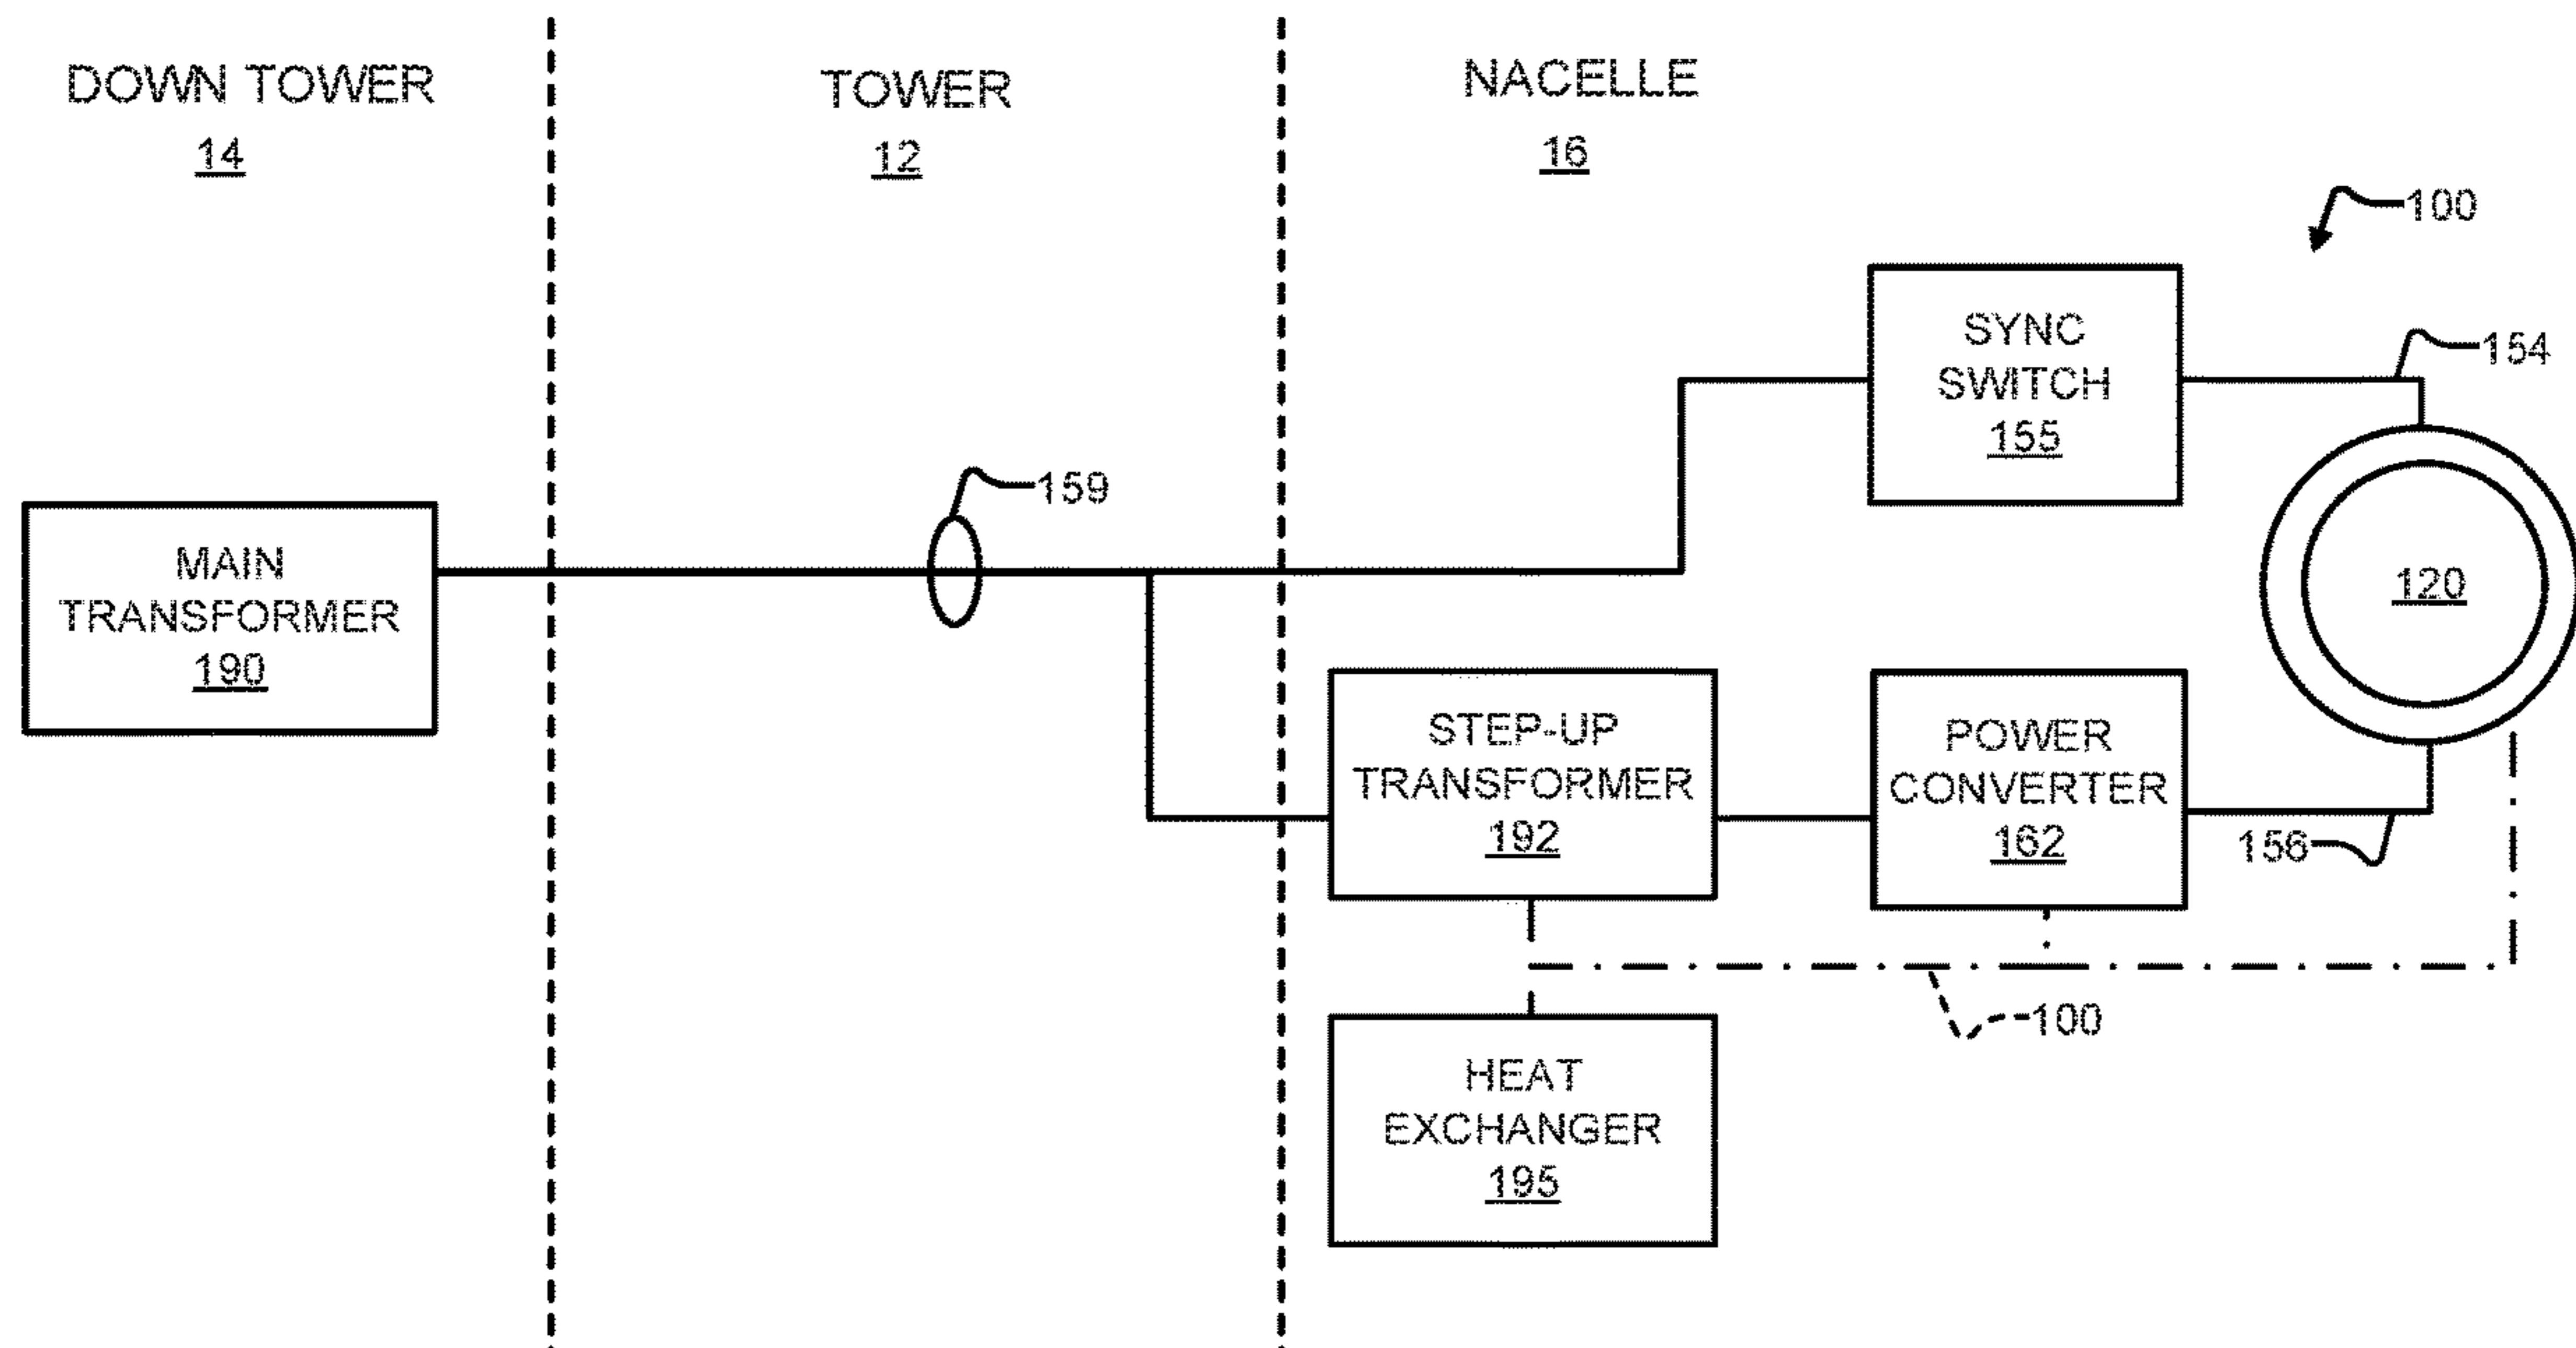 DOWN TOWER
14
TOWER
12
NACELLE
16
100
SYNC
SWITCH
155
154
159
MAIN
TRANSFORMER
190
120
STEP-UP
TRANSFORMER
192
POWER
CONVERTER
162
156
100
HEAT
EXCHANGER
195